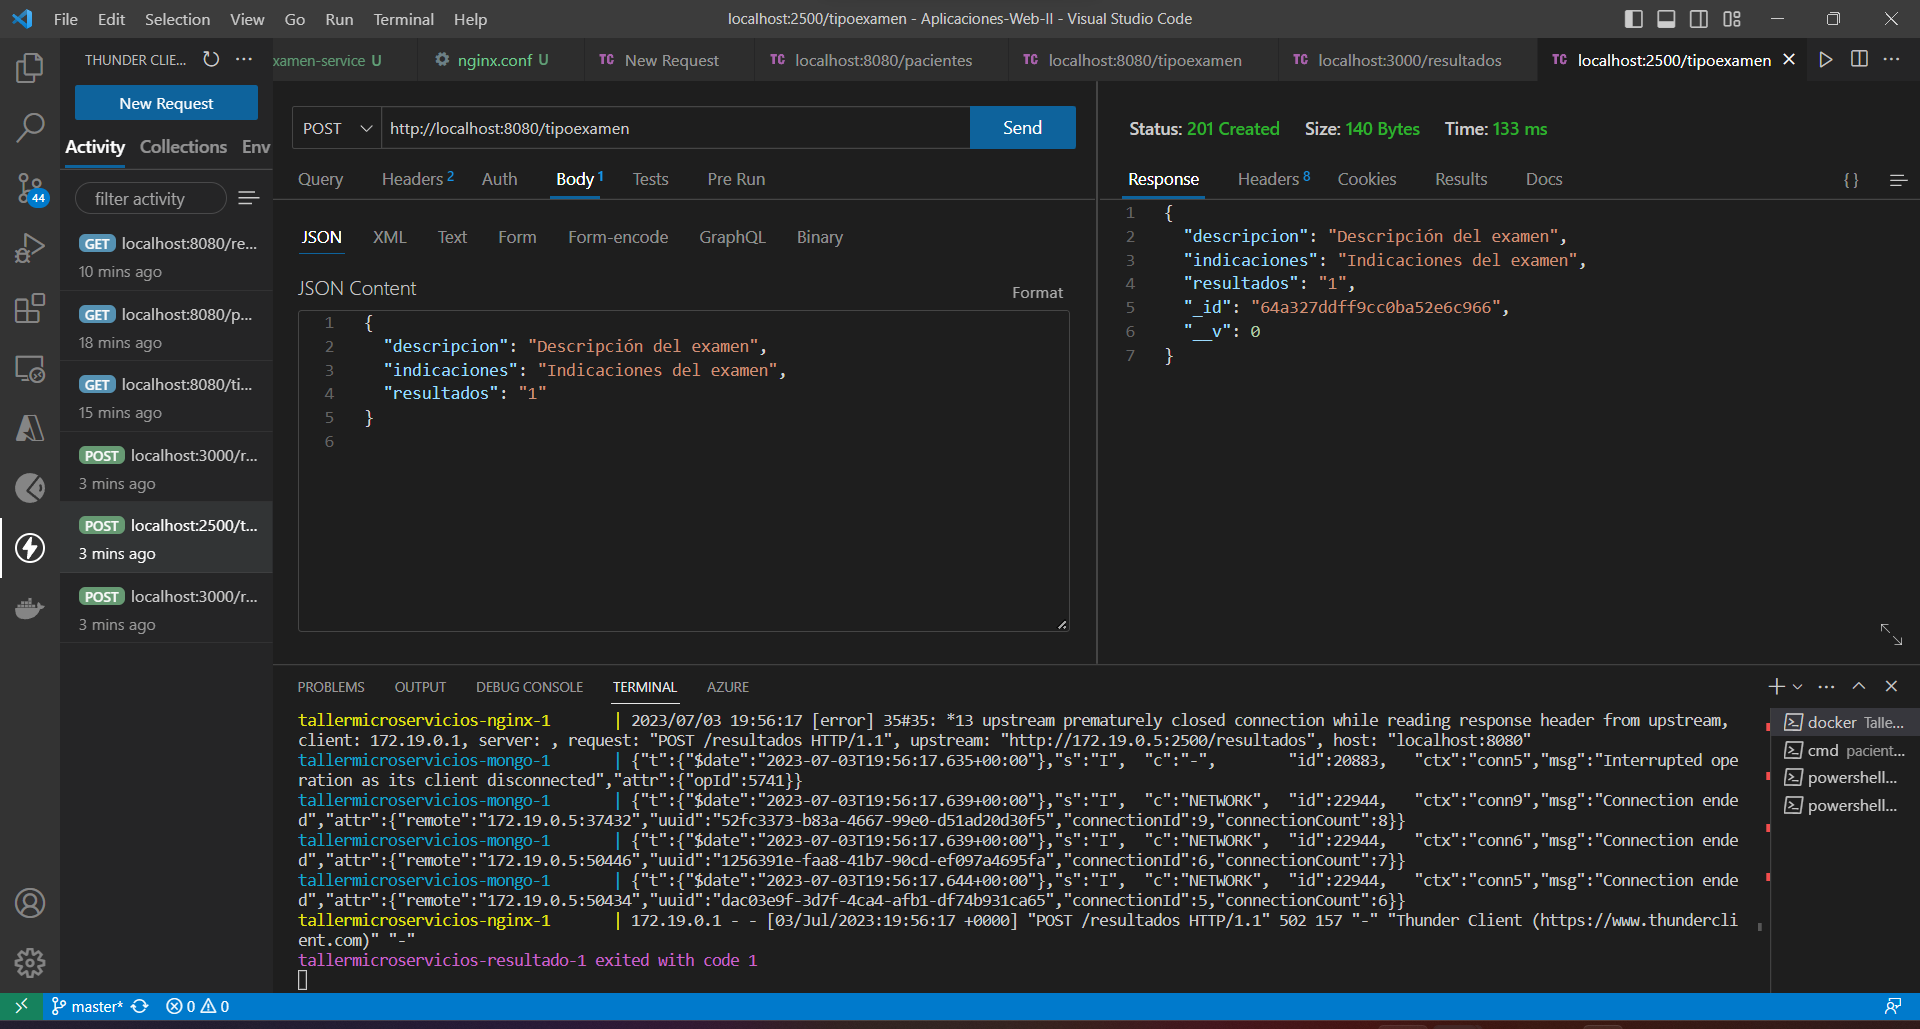 File Edit Selection View Go Run Terminal Help
localhost:2500/tipoexamen - Aplicaciones-Web-II - Visual Studio Code
THUNDER CLIE...
xamen-service U
nginx.conf U
TC New Request
TC localhost:8080/pacientes
TC localhost:8080/tipoexamen
TC localhost:3000/resultados
TC localhost:2500/tipoexamen
New Request
Activity Collections Env
filter activity
44
GET localhost:8080/re...
10 mins ago
GET localhost:8080/p...
18 mins ago
GET localhost:8080/ti...
15 mins ago
POST localhost:3000/r...
3 mins ago
POST localhost:2500/t...
3 mins ago
POST localhost:3000/r...
3 mins ago
POST http://localhost:8080/tipoexamen Send
Query Headers 2 Auth Body 1 Tests Pre Run
JSON XML Text Form Form-encode GraphQL Binary
JSON Content
Format
1 {
2 "descripcion": "Descripción del examen",
3 "indicaciones": "Indicaciones del examen",
4 "resultados": "1"
5 }
6
Status: 201 Created Size: 140 Bytes Time: 133 ms
Response Headers 8 Cookies Results Docs
{ }
1 {
2 "descripcion": "Descripción del examen",
3 "indicaciones": "Indicaciones del examen",
4 "resultados": "1",
5 "_id": "64a327ddff9cc0ba52e6c966",
6 "__v": 0
7 }
PROBLEMS OUTPUT DEBUG CONSOLE TERMINAL AZURE
tallermicroservicios-nginx-1 | 2023/07/03 19:56:17 [error] 35#35: *13 upstream prematurely closed connection while reading response header from upstream,
client: 172.19.0.1, server: , request: "POST /resultados HTTP/1.1", upstream: "http://172.19.0.5:2500/resultados", host: "localhost:8080"
tallermicroservicios-mongo-1 | {"t":{"$date":"2023-07-03T19:56:17.635+00:00"},"s":"I", "c":"-", "id":20883, "ctx":"conn5","msg":"Interrupted ope
ration as its client disconnected","attr":{"opId":5741}}
tallermicroservicios-mongo-1 | {"t":{"$date":"2023-07-03T19:56:17.639+00:00"},"s":"I", "c":"NETWORK", "id":22944, "ctx":"conn9","msg":"Connection ende
d","attr":{"remote":"172.19.0.5:37432","uuid":"52fc3373-b83a-4667-99e0-d51ad20d30f5","connectionId":9,"connectionCount":8}}
tallermicroservicios-mongo-1 | {"t":{"$date":"2023-07-03T19:56:17.639+00:00"},"s":"I", "c":"NETWORK", "id":22944, "ctx":"conn6","msg":"Connection ende
d","attr":{"remote":"172.19.0.5:50446","uuid":"1256391e-faa8-41b7-90cd-ef097a4695fa","connectionId":6,"connectionCount":7}}
tallermicroservicios-mongo-1 | {"t":{"$date":"2023-07-03T19:56:17.644+00:00"},"s":"I", "c":"NETWORK", "id":22944, "ctx":"conn5","msg":"Connection ende
d","attr":{"remote":"172.19.0.5:50434","uuid":"dac03e9f-3d7f-4ca4-afb1-df74b931ca65","connectionId":5,"connectionCount":6}}
tallermicroservicios-nginx-1 | 172.19.0.1 - - [03/Jul/2023:19:56:17 +0000] "POST /resultados HTTP/1.1" 502 157 "-" "Thunder Client (https://www.thundercli
ent.com)" "-"
tallermicroservicios-resultado-1 exited with code 1
docker Talle...
cmd pacient...
powershell...
powershell...
master* 0 0